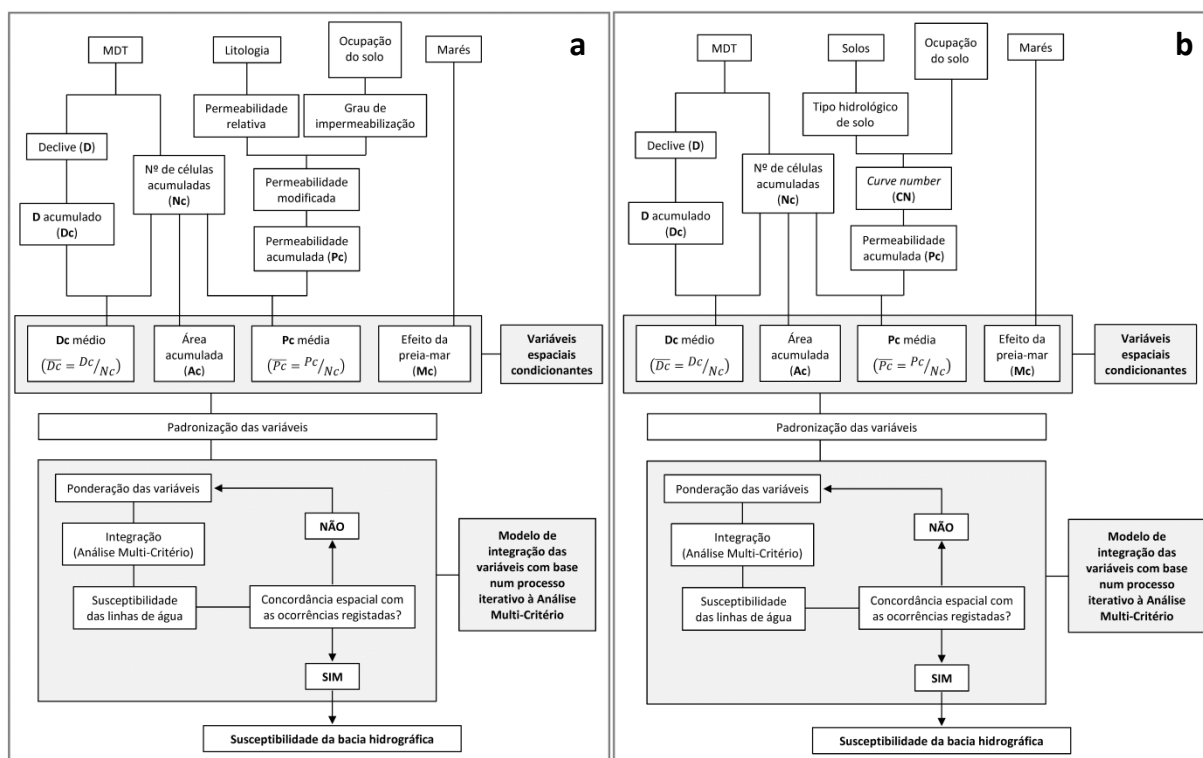 a
MDT
Litologia
Ocupação
do solo
Marés
Permeabilidade
relativa
Grau de
impermeabilização
Declive (D)
Nº de células
acumuladas
(Nc)
Permeabilidade
modificada
D acumulado
(Dc)
Permeabilidade
acumulada (Pc)
Dc médio
(Dc̅ = Dc/Nc)
Área
acumulada
(Ac)
Pc média
(Pc̅ = Pc/Nc)
Efeito da
preia-mar
(Mc)
Variáveis
espaciais
condicionantes
Padronização das variáveis
Ponderação das variáveis
NÃO
Integração
(Análise Multi-Critério)
Susceptibilidade
das linhas de água
Concordância espacial com
as ocorrências registadas?
SIM
Modelo de
integração das
variáveis com base
num processo
iterativo à Análise
Multi-Critério
Susceptibilidade da bacia hidrográfica
b
MDT
Solos
Ocupação
do solo
Marés
Tipo hidrológico
de solo
Declive (D)
Nº de células
acumuladas
(Nc)
Curve number
(CN)
D acumulado
(Dc)
Permeabilidade
acumulada (Pc)
Dc médio
(Dc̅ = Dc/Nc)
Área
acumulada
(Ac)
Pc média
(Pc̅ = Pc/Nc)
Efeito da
preia-mar
(Mc)
Variáveis
espaciais
condicionantes
Padronização das variáveis
Ponderação das variáveis
NÃO
Integração
(Análise Multi-Critério)
Susceptibilidade
das linhas de água
Concordância espacial com
as ocorrências registadas?
SIM
Modelo de
integração das
variáveis com base
num processo
iterativo à Análise
Multi-Critério
Susceptibilidade da bacia hidrográfica